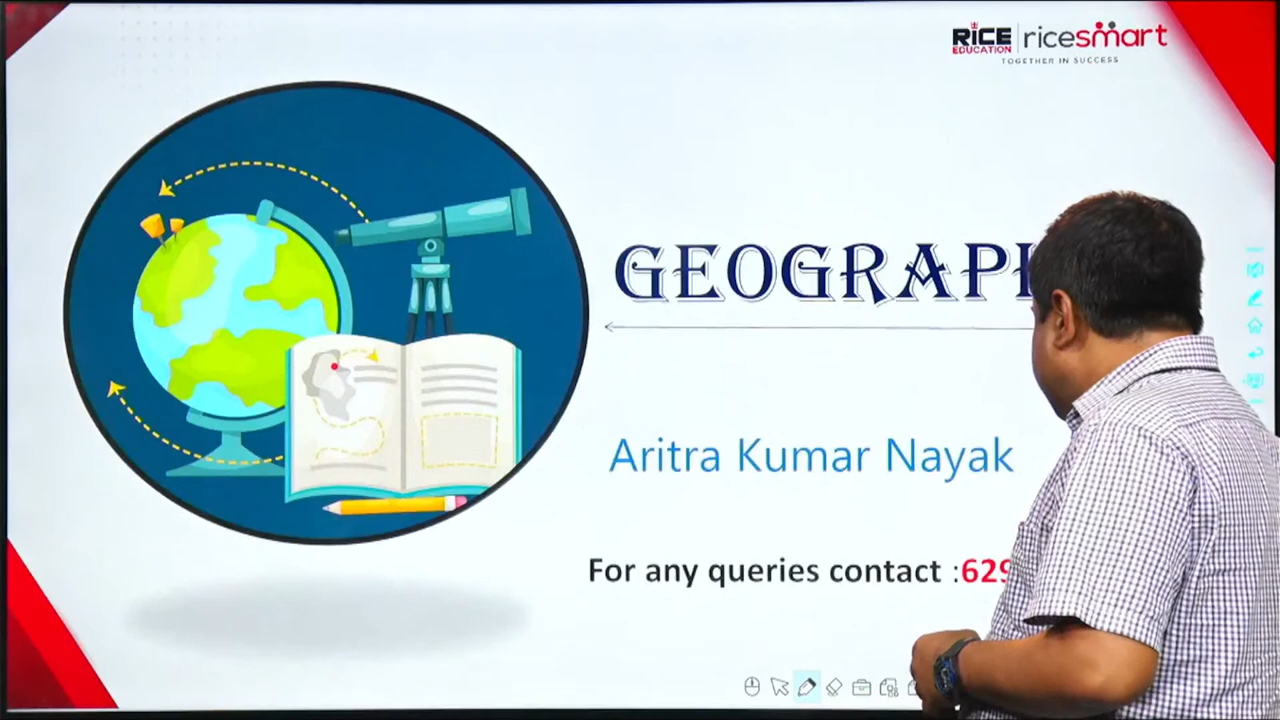 RICE EDUCATION | ricesmart
TOGETHER IN SUCCESS
GEOGRAP
Aritra Kumar Nayak
For any queries contact :629